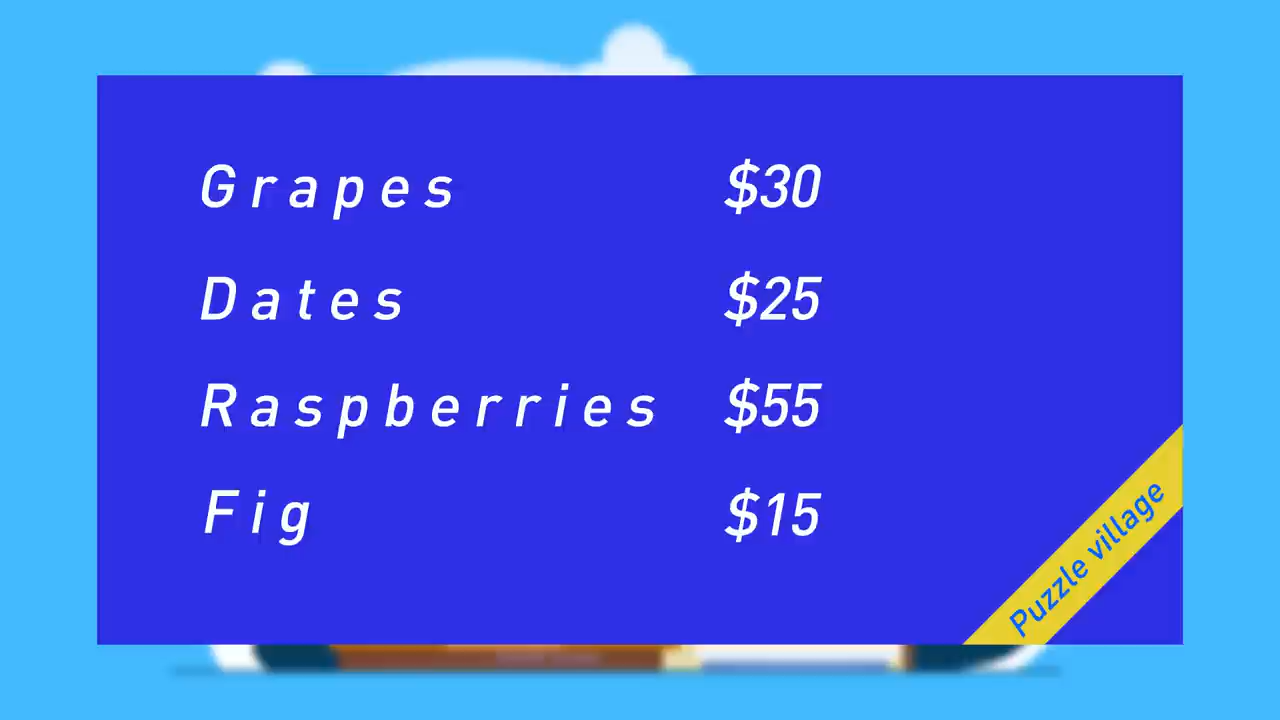 Grapes $30
Dates $25
Raspberries $55
Fig $15
Puzzle village